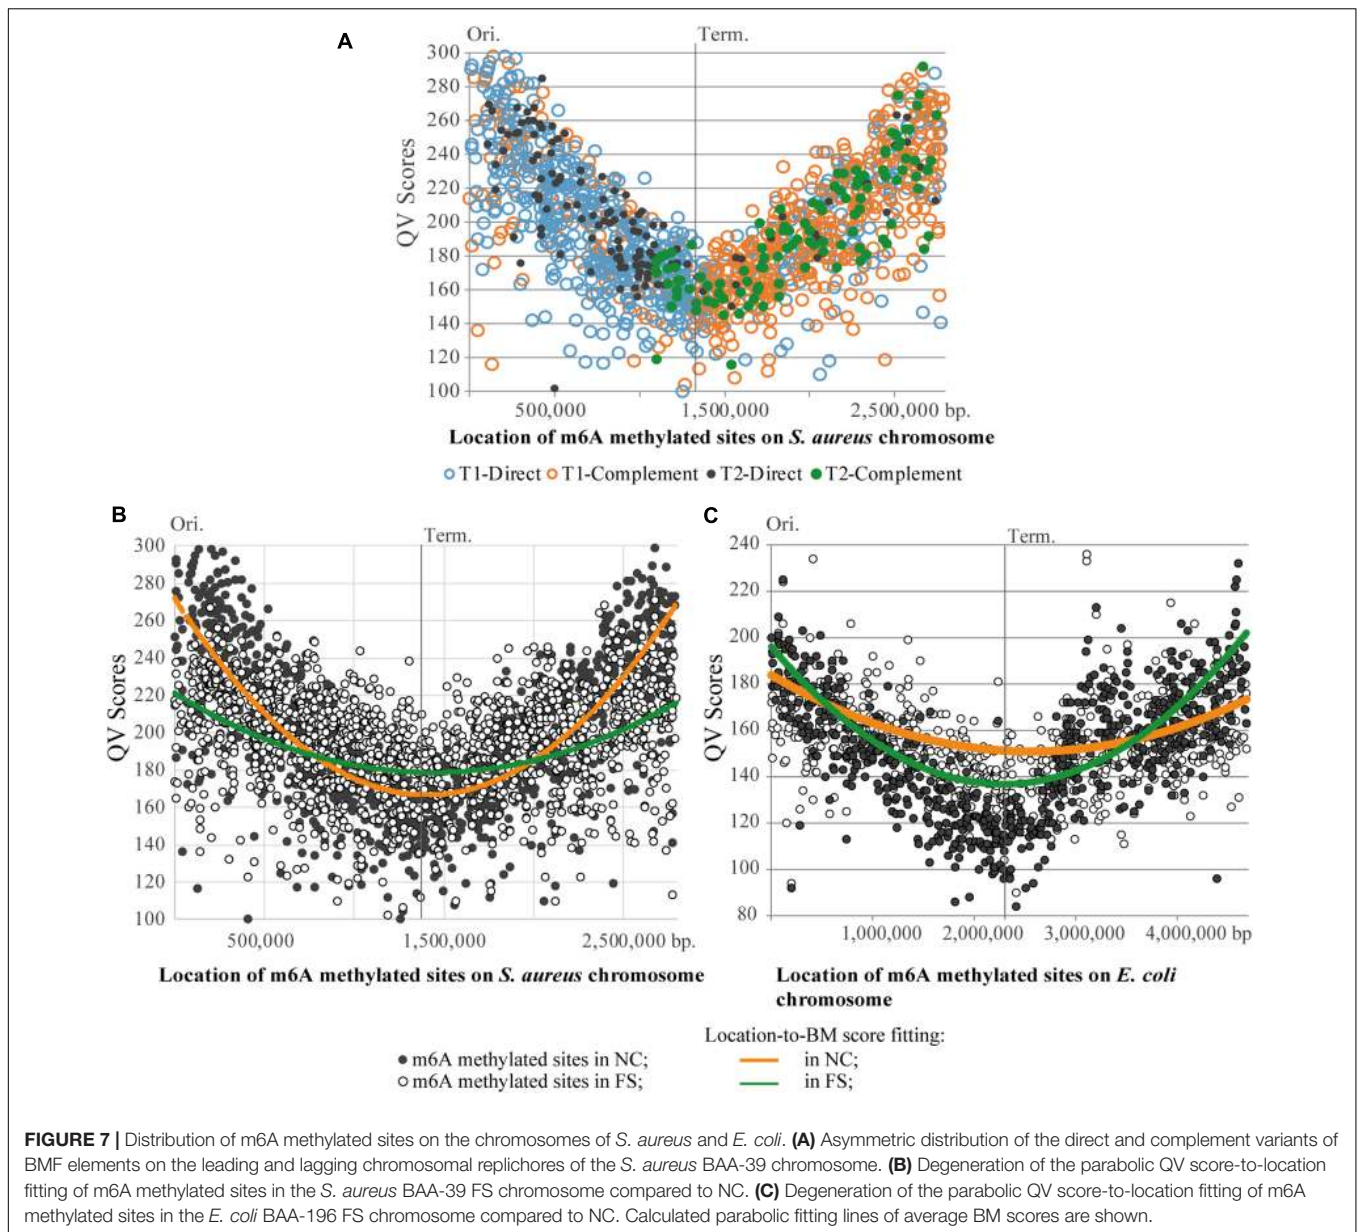 A
Ori.
Term.
300
280
260
240
220
200
180
160
140
120
100
QV Scores
500,000
1,500,000
2,500,000 bp.
Location of m6A methylated sites on S. aureus chromosome
T1-Direct T1-Complement T2-Direct T2-Complement
B
Ori.
Term.
300
280
260
240
220
200
180
160
140
120
100
QV Scores
500,000
1,500,000
2,500,000 bp.
Location of m6A methylated sites on S. aureus chromosome
C
Ori.
Term.
240
220
200
180
160
140
120
100
80
QV Scores
1,000,000
2,000,000
3,000,000
4,000,000 bp
Location of m6A methylated sites on E. coli
chromosome
Location-to-BM score fitting:
m6A methylated sites in NC;
in NC;
m6A methylated sites in FS;
in FS;
FIGURE 7 | Distribution of m6A methylated sites on the chromosomes of S. aureus and E. coli. (A) Asymmetric distribution of the direct and complement variants of
BMF elements on the leading and lagging chromosomal replichores of the S. aureus BAA-39 chromosome. (B) Degeneration of the parabolic QV score-to-location
fitting of m6A methylated sites in the S. aureus BAA-39 FS chromosome compared to NC. (C) Degeneration of the parabolic QV score-to-location fitting of m6A
methylated sites in the E. coli BAA-196 FS chromosome compared to NC. Calculated parabolic fitting lines of average BM scores are shown.